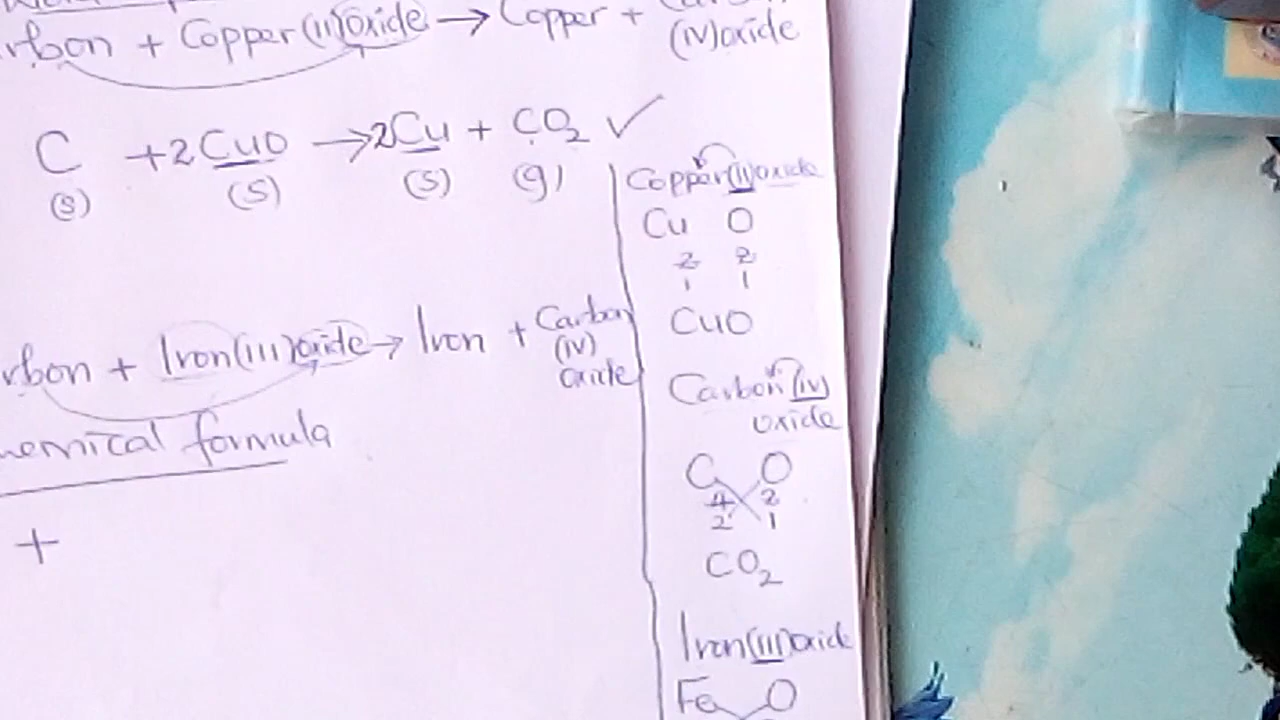 rbon + Copper(II)oxide → Copper +
(IV)oxide
C + 2CuO → 2Cu + CO₂ ✓
(s) (s) (s) (g)
rbon + Iron(III)oxide → Iron + Carbon
(IV)
oxide
hemical formula
+
Copper(II)oxide
Cu O
2 2
1 1
CuO
Carbon(IV)
oxide
C O
4 2
2 1
CO₂
Iron(III)oxide
Fe O